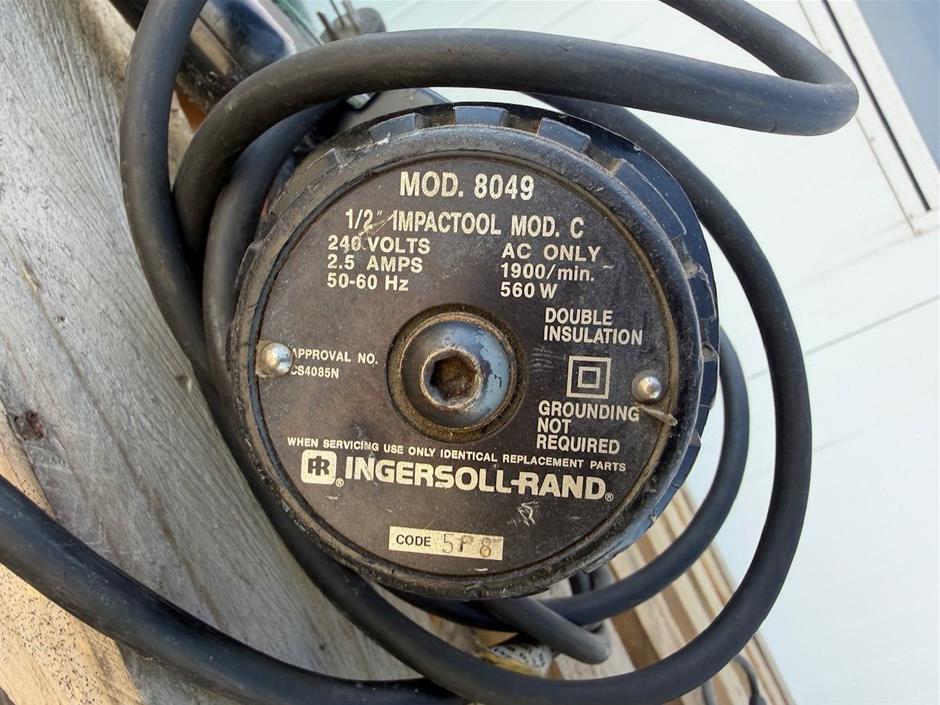 MOD. 8049
1/2" IMPACTOOL MOD. C
240 VOLTS
2.5 AMPS
50-60 Hz
AC ONLY
1900/min.
560 W
DOUBLE
INSULATION
APPROVAL NO.
CS4085N
GROUNDING
NOT
REQUIRED
WHEN SERVICING USE ONLY IDENTICAL REPLACEMENT PARTS
IR® INGERSOLL-RAND®
CODE 5P8